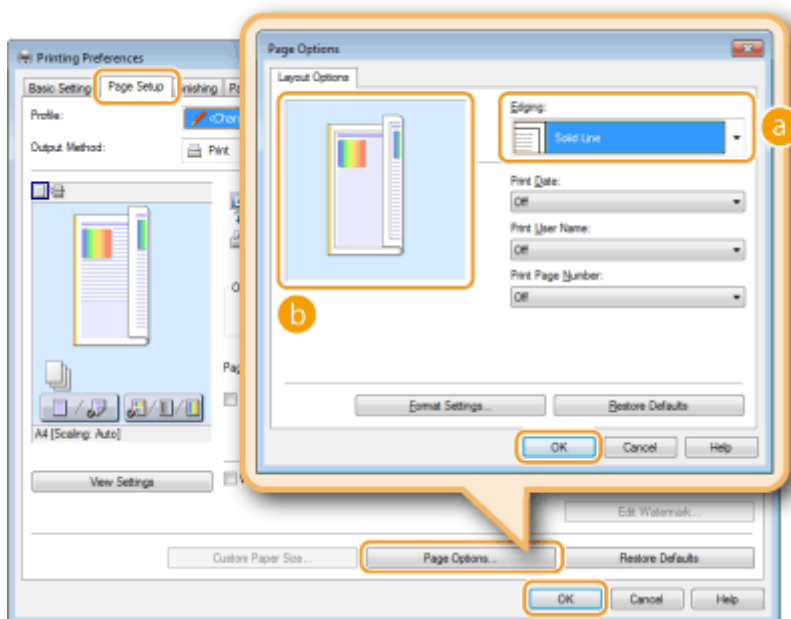 Printing Preferences
Basic Setting
Page Setup
Profile:
Output Method:
Print
A4 [Scaling: Auto]
View Settings
Custom Paper Size...
Page Options...
Edit Watermark...
Restore Defaults
OK
Cancel
Help
Page Options
Layout Options
Edging:
Solid Line
a
Print Date:
Off
Print User Name:
Off
Print Page Number:
Off
b
Format Settings...
Restore Defaults
OK
Cancel
Help